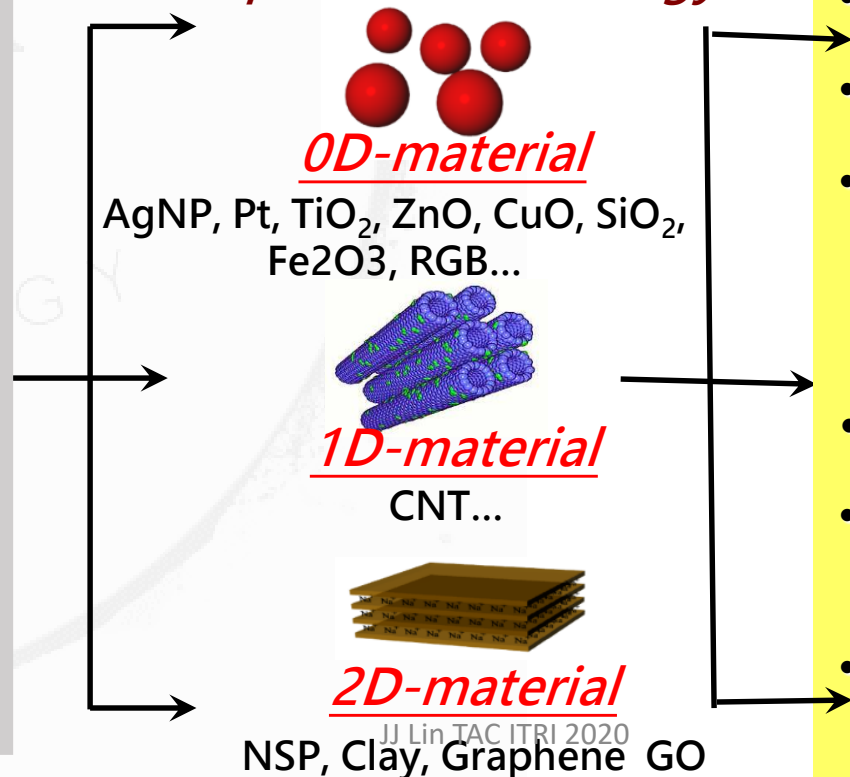 0D-material
AgNP, Pt, TiO₂, ZnO, CuO, SiO₂,
Fe2O3, RGB...
1D-material
CNT...
2D-material
JJ Lin TAC ITRI 2020
NSP, Clay, Graphene GO